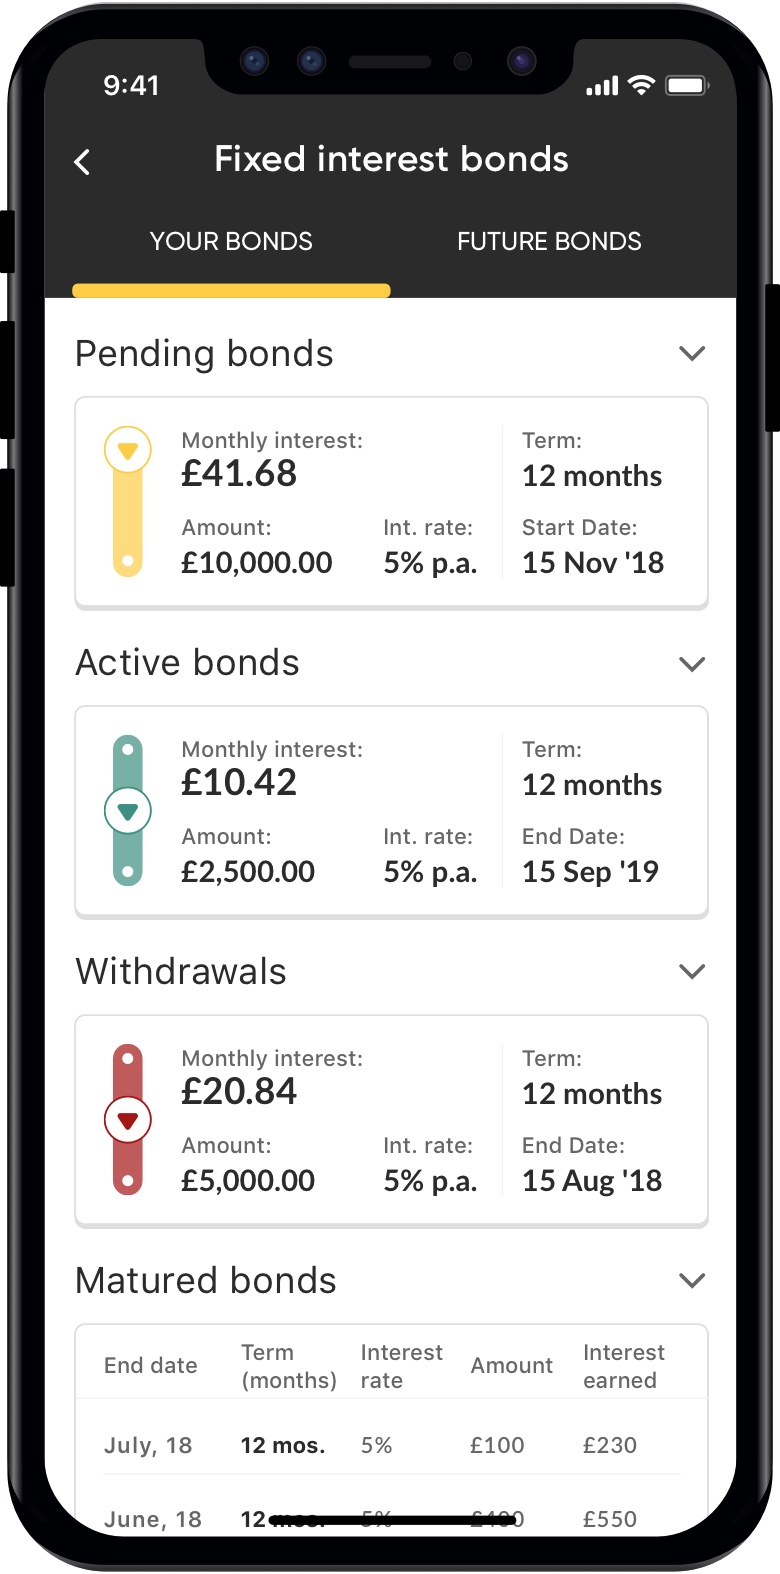 9:41
Fixed interest bonds
YOUR BONDS FUTURE BONDS
Pending bonds
Monthly interest: Term:
£41.68 12 months
Amount: Int. rate: Start Date:
£10,000.00 5% p.a. 15 Nov '18
Active bonds
Monthly interest: Term:
£10.42 12 months
Amount: Int. rate: End Date:
£2,500.00 5% p.a. 15 Sep '19
Withdrawals
Monthly interest: Term:
£20.84 12 months
Amount: Int. rate: End Date:
£5,000.00 5% p.a. 15 Aug '18
Matured bonds
End date Term (months) Interest rate Amount Interest earned
July, 18 12 mos. 5% £100 £230
June, 18 12 mos. 5% £400 £550